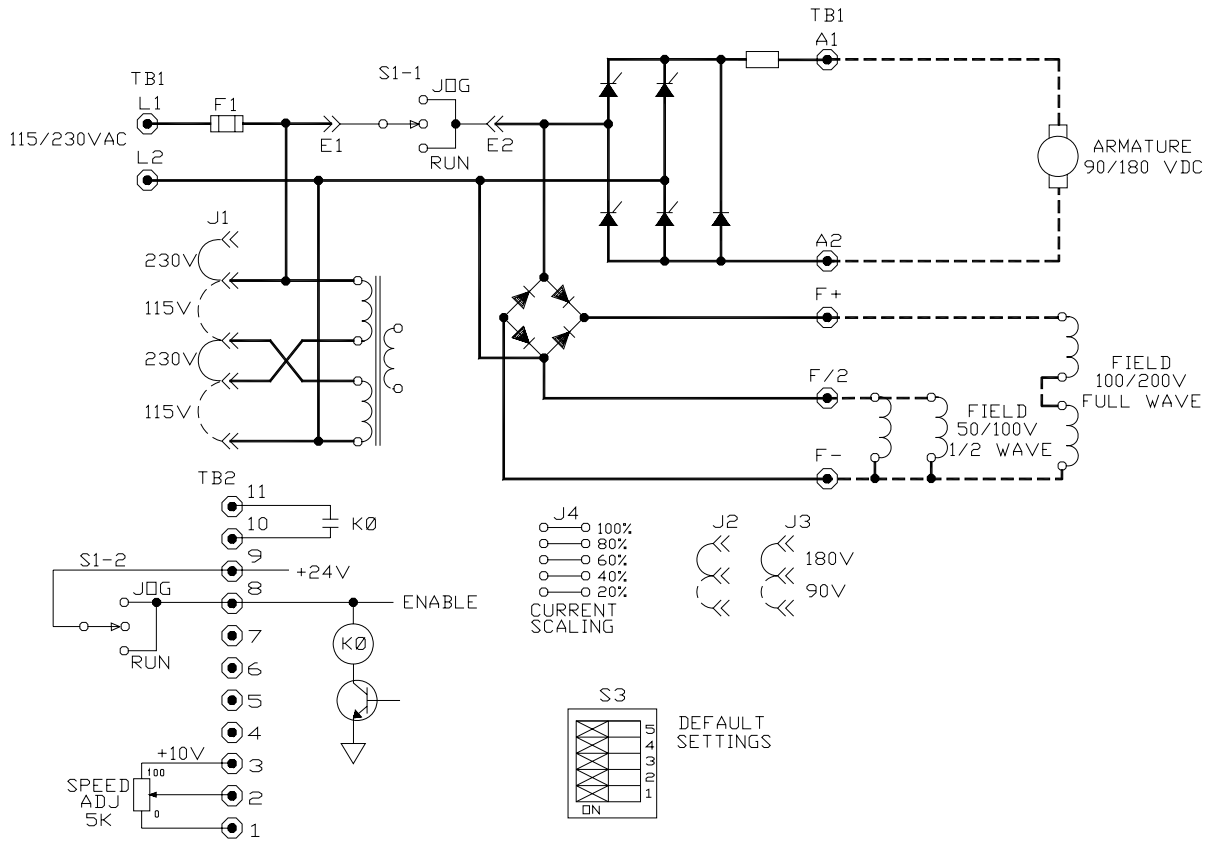 TB1
A1
TB1
L1
F1
S1-1
JOG
115/230VAC
E1
E2
RUN
L2
ARMATURE
90/180 VDC
J1
230V
115V
230V
115V
A2
F+
F/2
F-
FIELD
100/200V
FULL WAVE
FIELD
50/100V
1/2 WAVE
TB2
11
10
KØ
9
+24V
S1-2
JOG
8
ENABLE
RUN
7
KØ
6
5
4
+10V
3
100
SPEED
ADJ
5K
2
0
1
J4
100%
80%
60%
40%
20%
CURRENT
SCALING
J2
J3
180V
90V
S3
5
4
3
2
1
ON
DEFAULT
SETTINGS